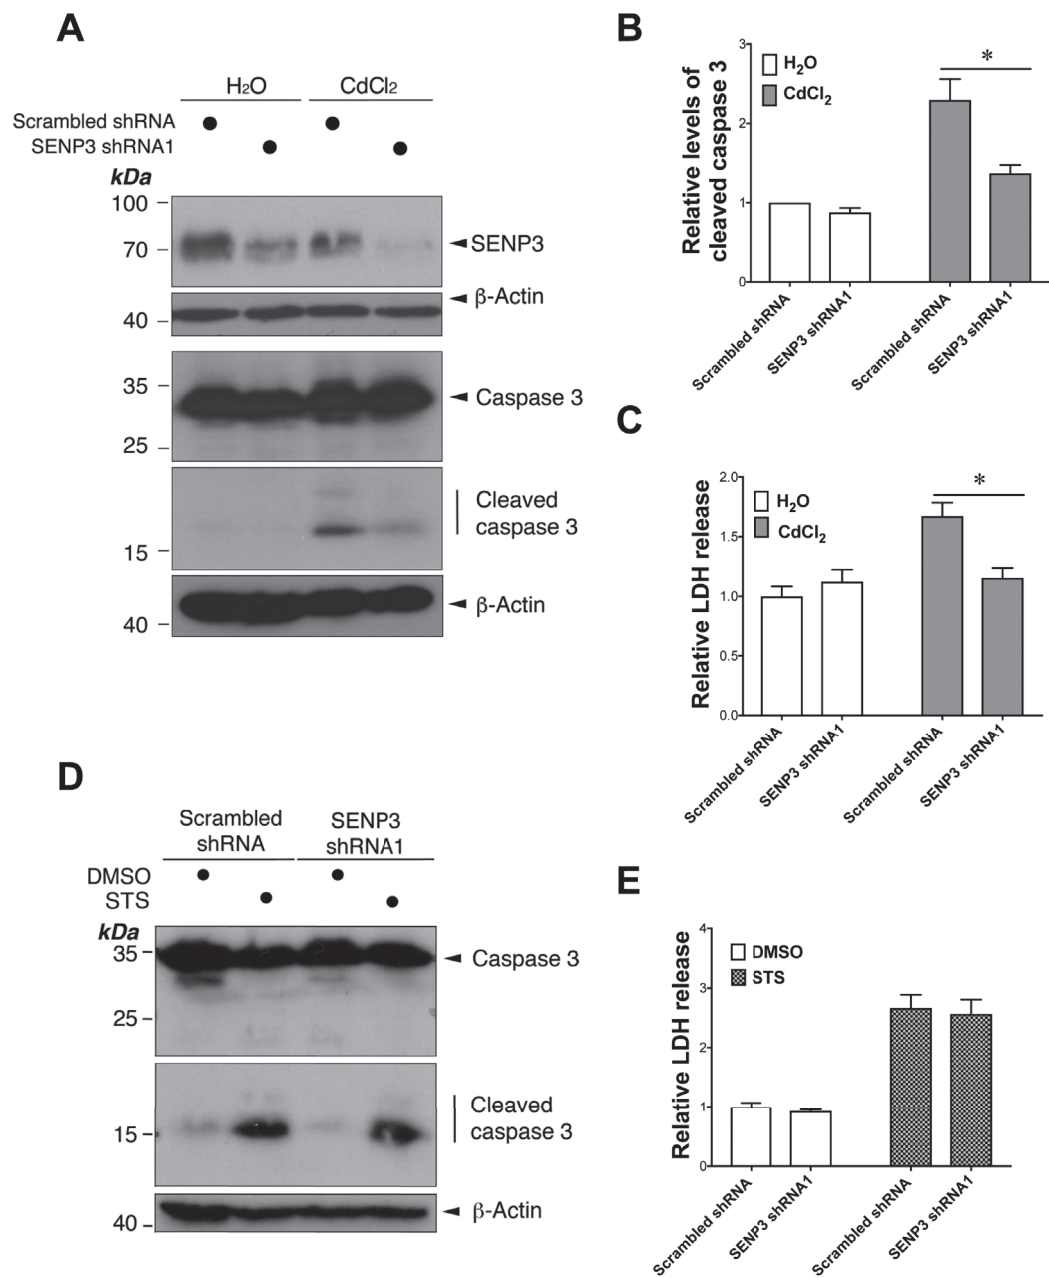 A
H2O CdCl2
Scrambled shRNA
SENP3 shRNA1
kDa
100
70
SENP3
β-Actin
40
35
Caspase 3
25
Cleaved
caspase 3
15
β-Actin
40
B
Relative levels of
cleaved caspase 3
3
2
1
0
H2O
CdCl2
*
Scrambled shRNA
SENP3 shRNA1
Scrambled shRNA
SENP3 shRNA1
C
Relative LDH release
2.0
1.5
1.0
0.5
0.0
H2O
CdCl2
*
Scrambled shRNA
SENP3 shRNA1
Scrambled shRNA
SENP3 shRNA1
D
Scrambled
shRNA
SENP3
shRNA1
DMSO
STS
kDa
35
Caspase 3
25
Cleaved
caspase 3
15
β-Actin
40
E
Relative LDH release
4
3
2
1
0
DMSO
STS
Scrambled shRNA
SENP3 shRNA1
Scrambled shRNA
SENP3 shRNA1